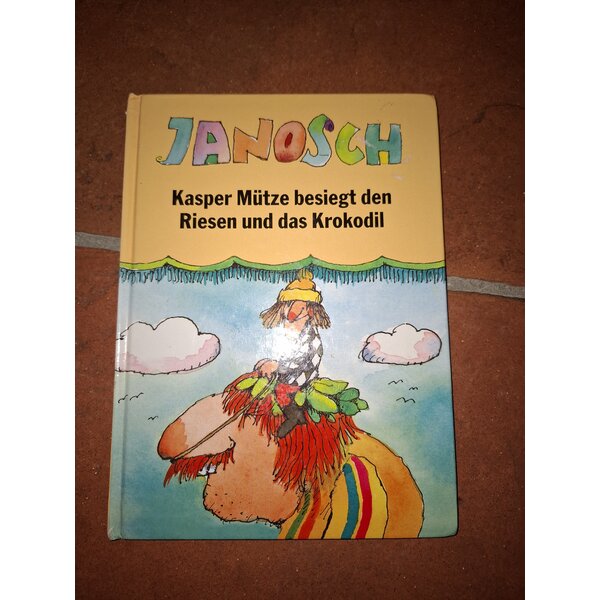 JANOSCH
Kasper Mütze besiegt den
Riesen und das Krokodil